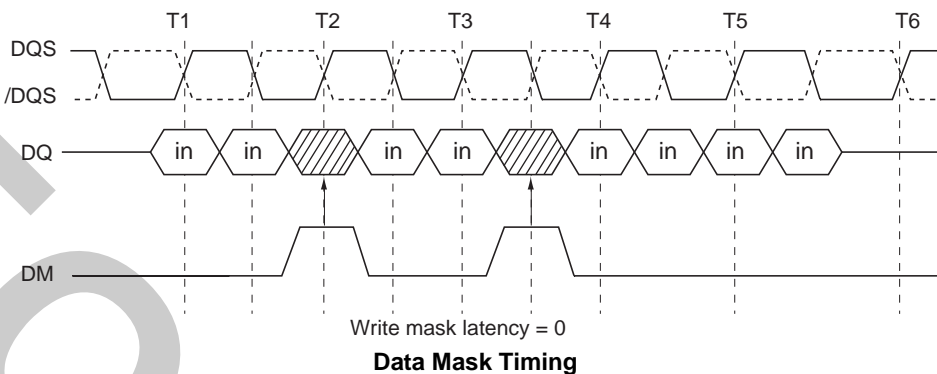 T1 T2 T3 T4 T5 T6
DQS
/DQS
DQ in in in in in in in in
DM
Write mask latency = 0
Data Mask Timing